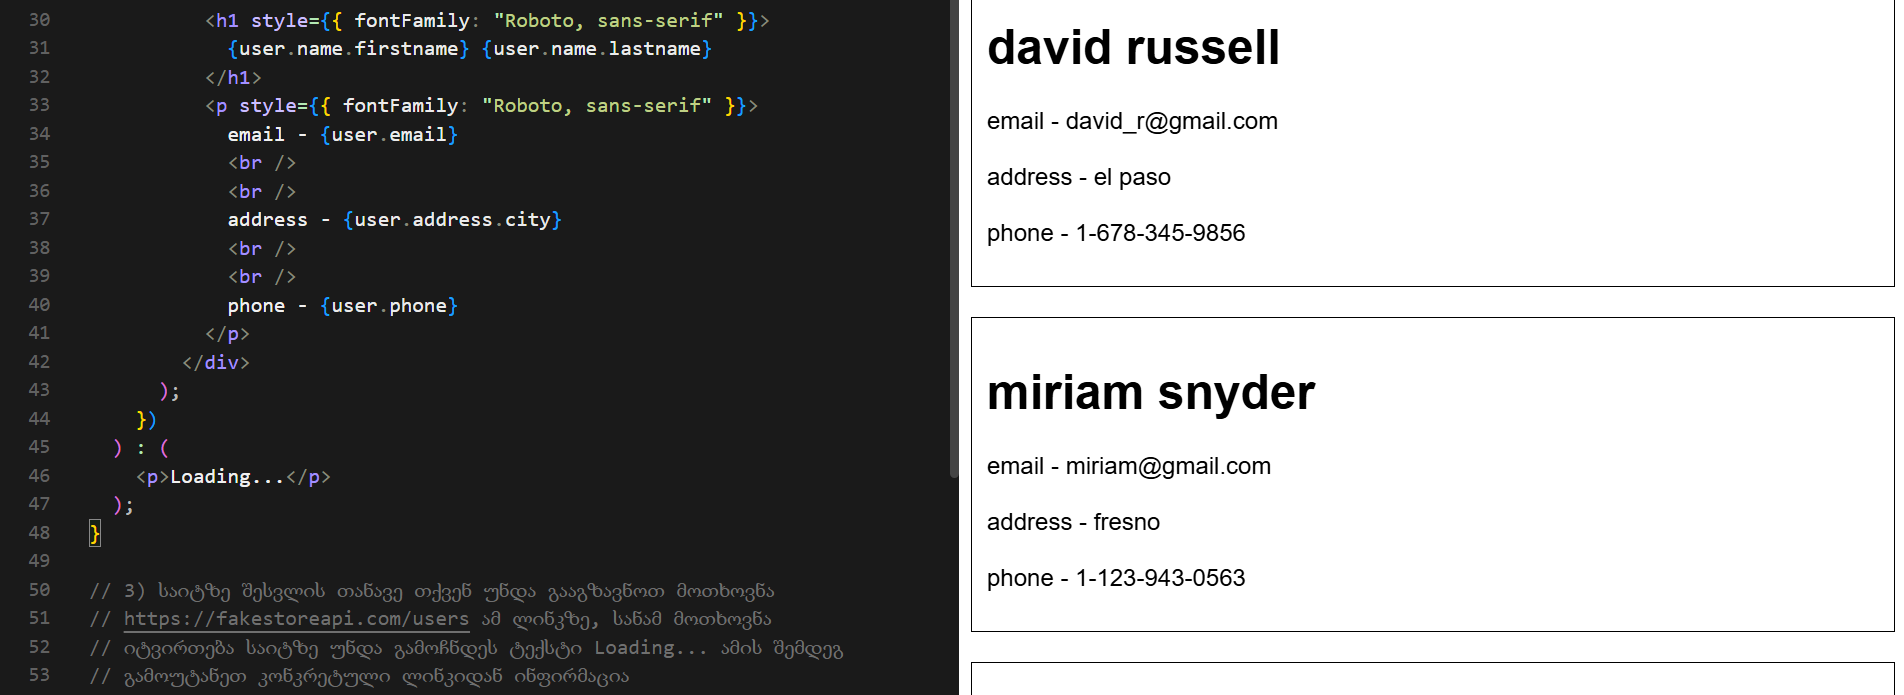 30 <h1 style={{ fontFamily: "Roboto, sans-serif" }}>
31 {user.name.firstname} {user.name.lastname}
32 </h1>
33 <p style={{ fontFamily: "Roboto, sans-serif" }}>
34 email - {user.email}
35 <br />
36 <br />
37 address - {user.address.city}
38 <br />
39 <br />
40 phone - {user.phone}
41 </p>
42 </div>
43 );
44 })
45 ) : (
46 <p>Loading...</p>
47 );
48 }
49
50 // 3) საიტზე შესვლის თანავე თქვენ უნდა გააგზავნოთ მოთხოვნა
51 // https://fakestoreapi.com/users ამ ლინკზე, სანამ მოთხოვნა
52 // იტვირთება საიტზე უნდა გამოჩნდეს ტექსტი Loading... ამის შემდეგ
53 // გამოუტანეთ კონკრეტული ლინკიდან ინფირმაცია
david russell
email - david_r@gmail.com
address - el paso
phone - 1-678-345-9856
miriam snyder
email - miriam@gmail.com
address - fresno
phone - 1-123-943-0563